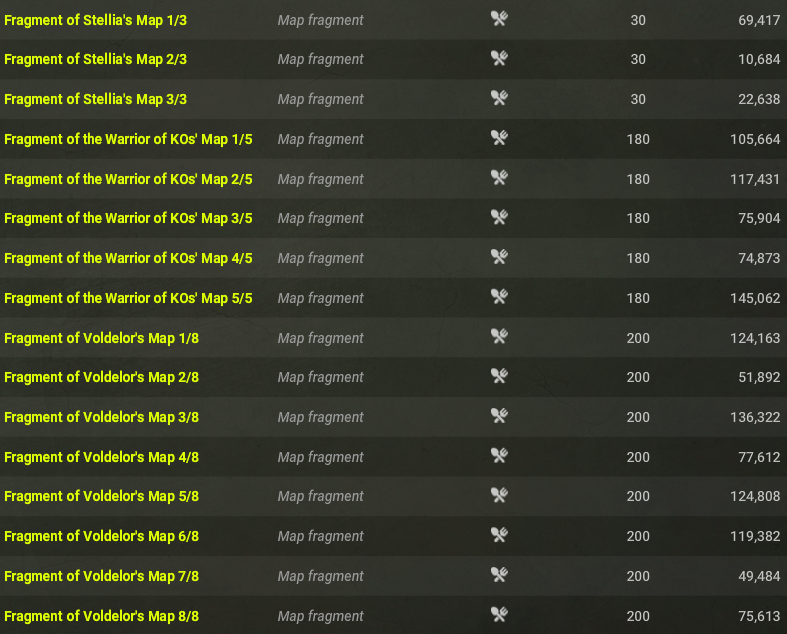 Fragment of Stellia's Map 1/3 Map fragment 30 69,417
Fragment of Stellia's Map 2/3 Map fragment 30 10,684
Fragment of Stellia's Map 3/3 Map fragment 30 22,638
Fragment of the Warrior of KOs' Map 1/5 Map fragment 180 105,664
Fragment of the Warrior of KOs' Map 2/5 Map fragment 180 117,431
Fragment of the Warrior of KOs' Map 3/5 Map fragment 180 75,904
Fragment of the Warrior of KOs' Map 4/5 Map fragment 180 74,873
Fragment of the Warrior of KOs' Map 5/5 Map fragment 180 145,062
Fragment of Voldelor's Map 1/8 Map fragment 200 124,163
Fragment of Voldelor's Map 2/8 Map fragment 200 51,892
Fragment of Voldelor's Map 3/8 Map fragment 200 136,322
Fragment of Voldelor's Map 4/8 Map fragment 200 77,612
Fragment of Voldelor's Map 5/8 Map fragment 200 124,808
Fragment of Voldelor's Map 6/8 Map fragment 200 119,382
Fragment of Voldelor's Map 7/8 Map fragment 200 49,484
Fragment of Voldelor's Map 8/8 Map fragment 200 75,613